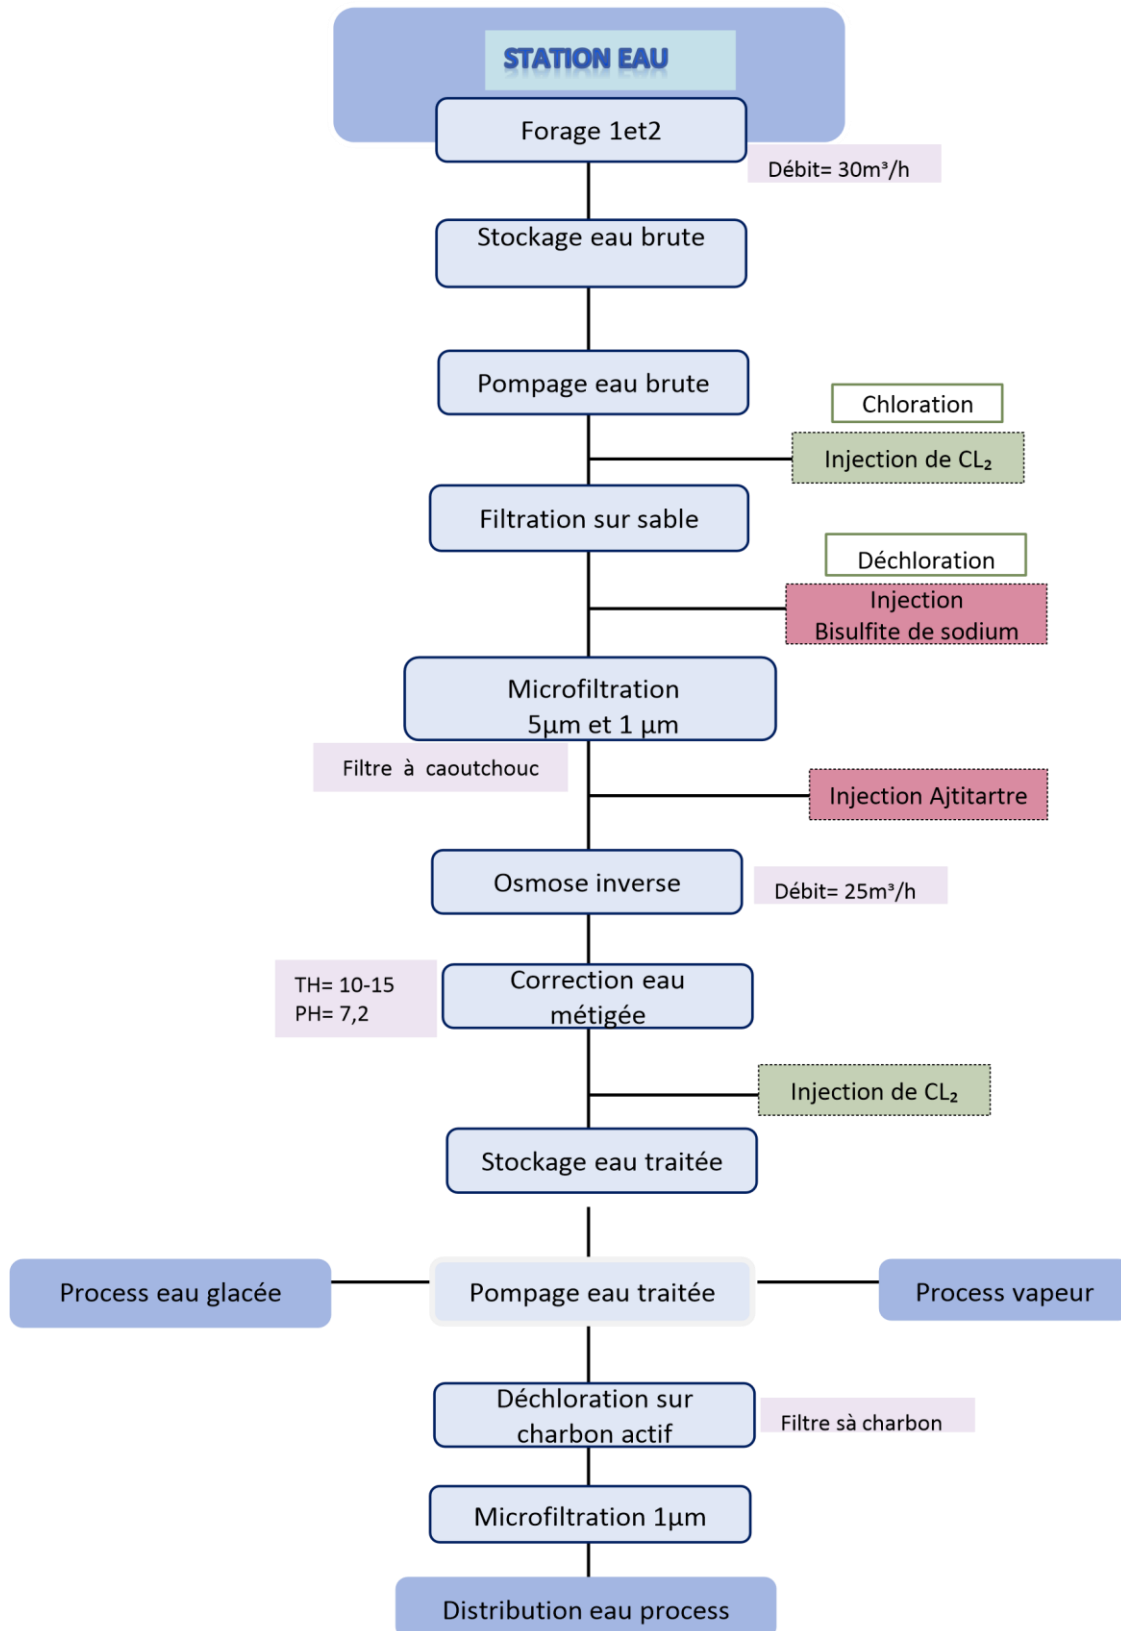 STATION EAU
Forage 1et2
Débit= 30m³/h
Stockage eau brute
Pompage eau brute
Chloration
Injection de CL₂
Filtration sur sable
Déchloration
Injection
Bisulfite de sodium
Microfiltration
5µm et 1 µm
Filtre à caoutchouc
Injection Ajtitartre
Osmose inverse
Débit= 25m³/h
TH= 10-15
PH= 7,2
Correction eau
métigée
Injection de CL₂
Stockage eau traitée
Process eau glacée
Pompage eau traitée
Process vapeur
Déchloration sur
charbon actif
Filtre sà charbon
Microfiltration 1µm
Distribution eau process